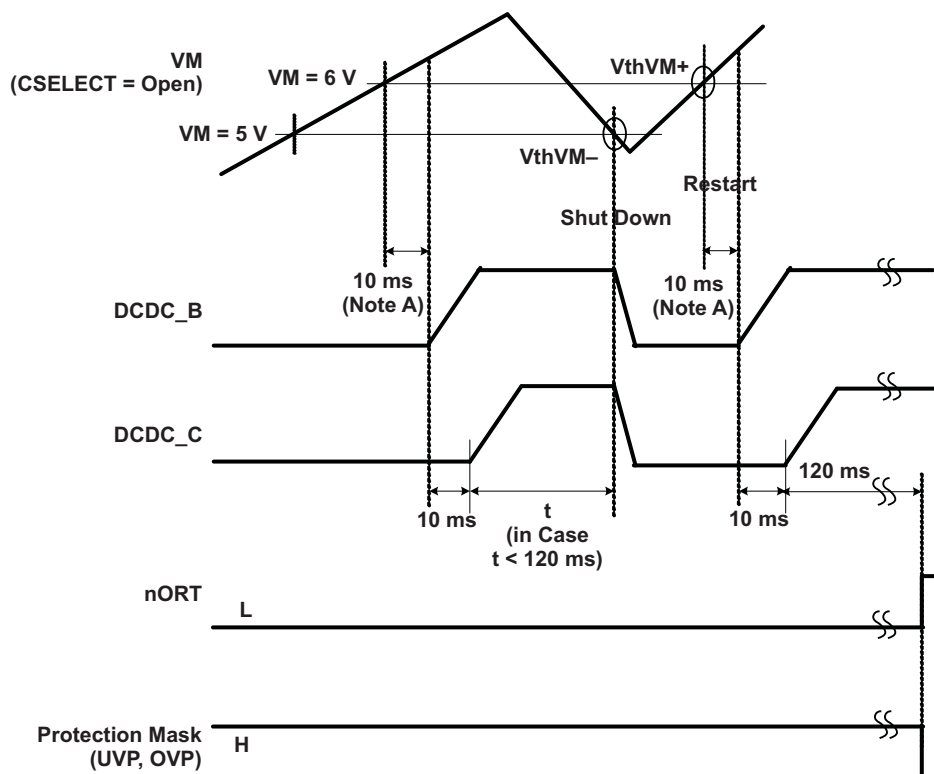 VM
(CSELECT = Open)
VM = 6 V
VM = 5 V
VthVM+
VthVM–
Restart
Shut Down
10 ms
(Note A)
10 ms
(Note A)
DCDC_B
DCDC_C
120 ms
10 ms
t
(in Case
t < 120 ms)
10 ms
nORT
L
Protection Mask
(UVP, OVP)
H